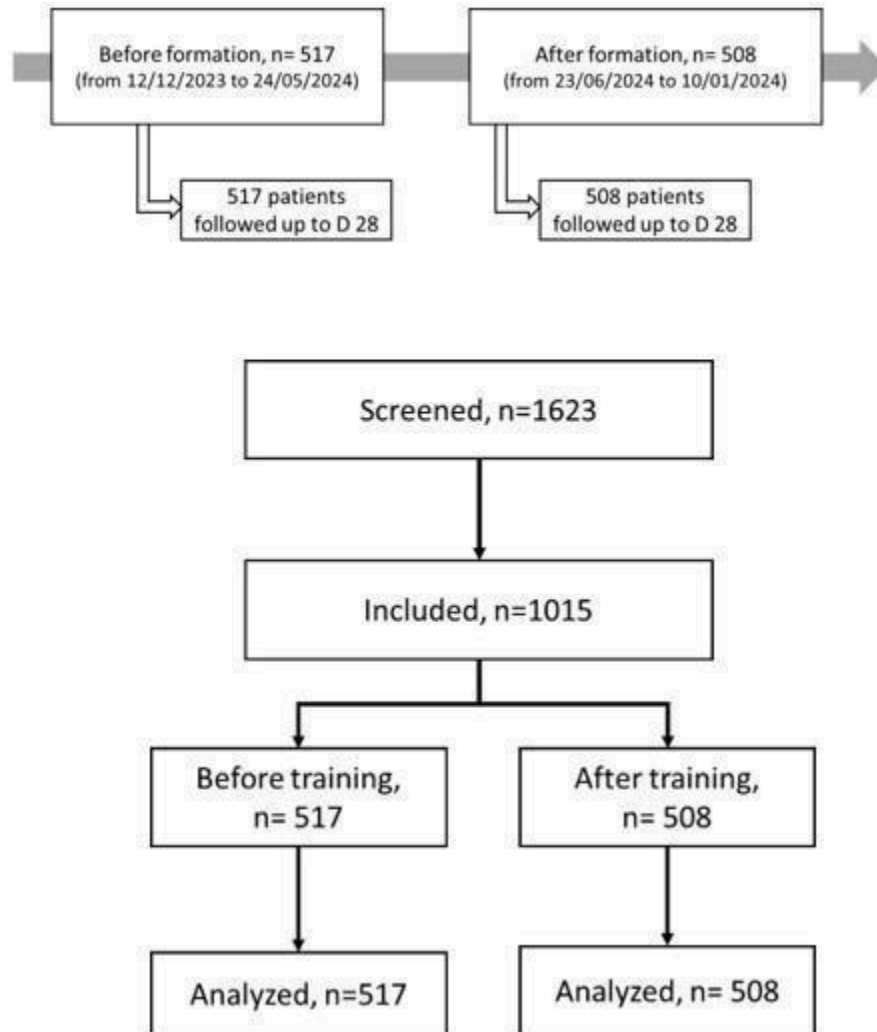 Before formation, n= 517
(from 12/12/2023 to 24/05/2024)
After formation, n= 508
(from 23/06/2024 to 10/01/2024)
517 patients
followed up to D 28
508 patients
followed up to D 28
Screened, n=1623
Included, n=1015
Before training,
n= 517
After training,
n= 508
Analyzed, n=517
Analyzed, n= 508